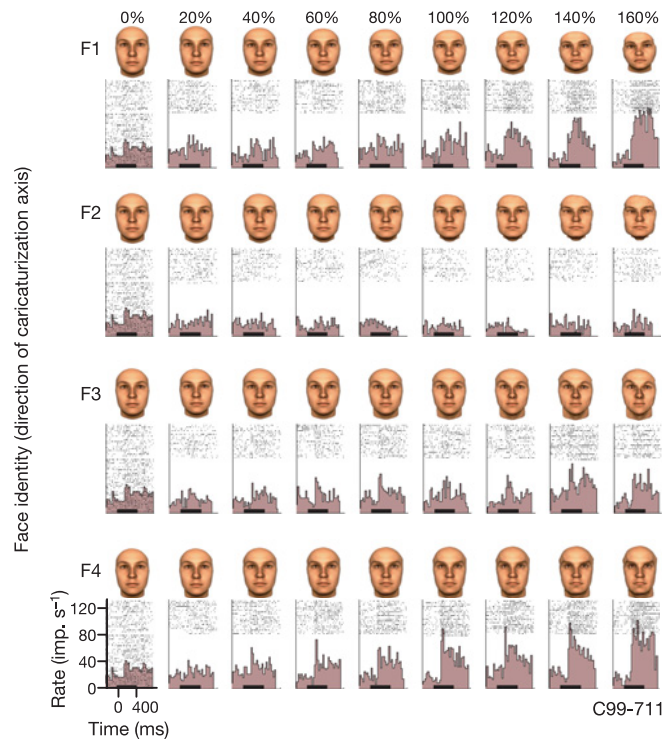 0% 20% 40% 60% 80% 100% 120% 140% 160%
F1
F2
F3
F4
Face identity (direction of caricaturization axis)
Rate (imp. s⁻¹)
120
80
40
0
0 400
Time (ms)
C99-711